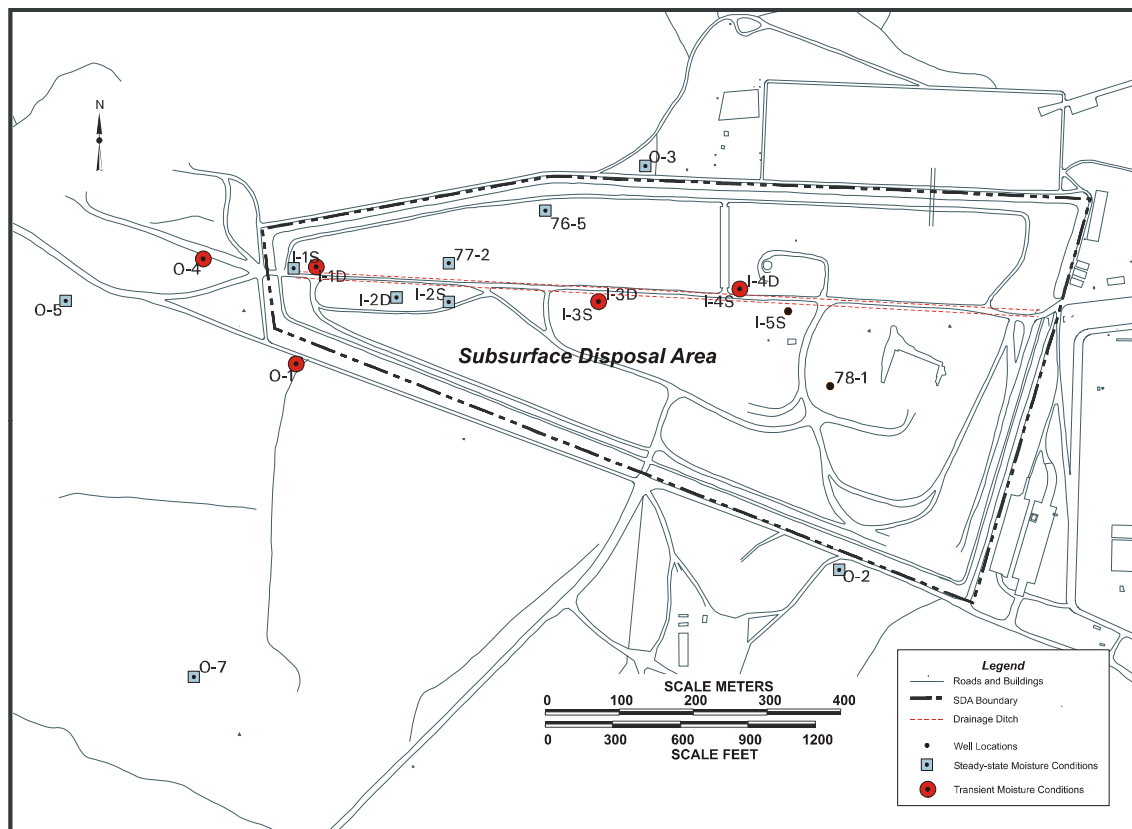 N
O-3
76-5
77-2
I-1S
I-1D
O-4
O-5
I-2D
I-2S
I-3D
I-3S
I-4D
I-4S
I-5S
Subsurface Disposal Area
O-1
78-1
O-2
O-7
SCALE METERS
0 100 200 300 400
0 300 600 900 1200
SCALE FEET
Legend
Roads and Buildings
SDA Boundary
Drainage Ditch
Well Locations
Steady-state Moisture Conditions
Transient Moisture Conditions